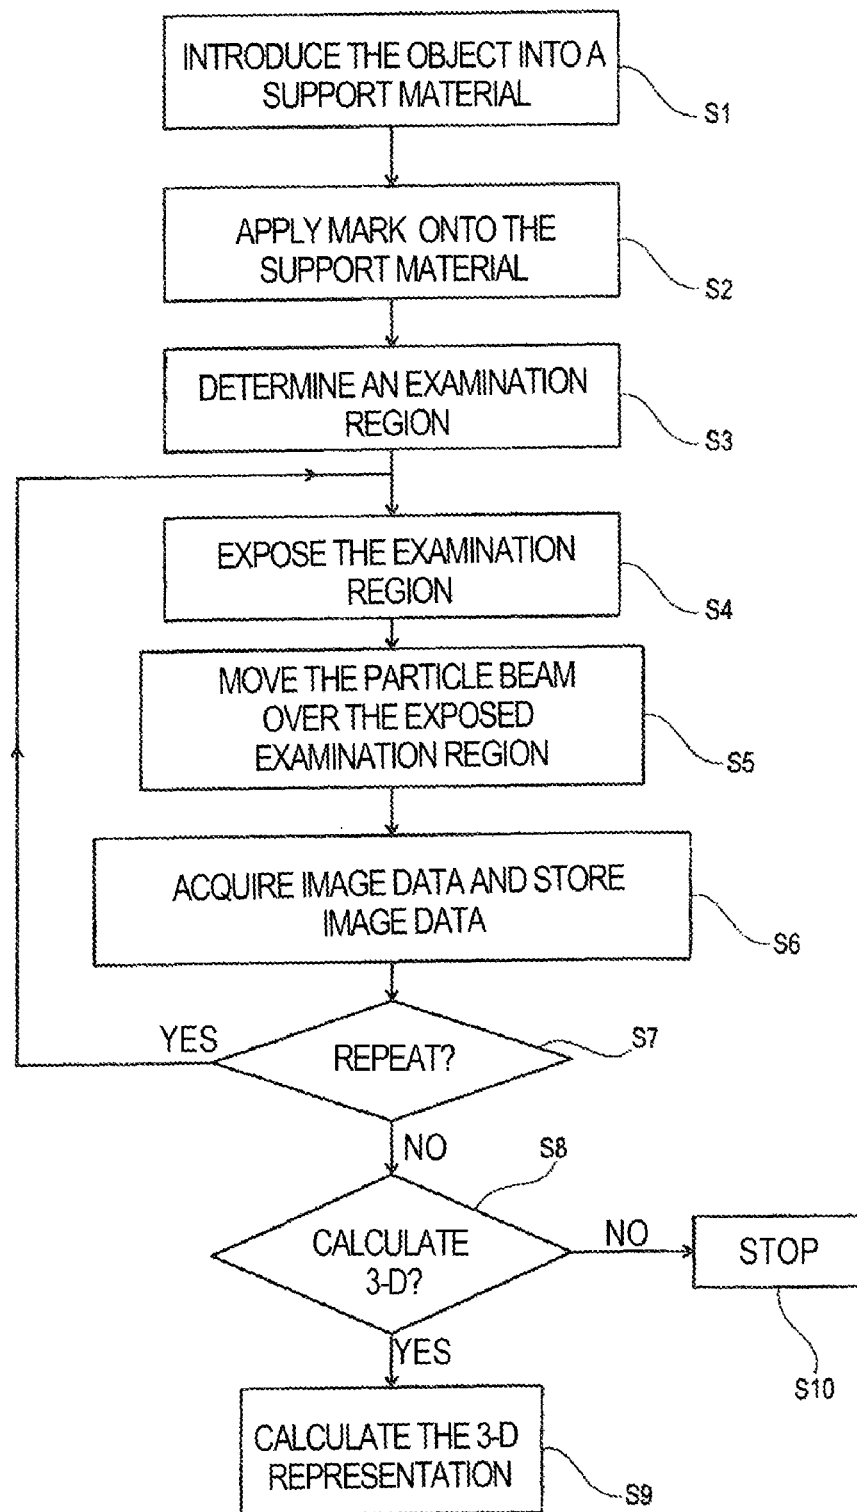 INTRODUCE THE OBJECT INTO A
SUPPORT MATERIAL
S1
APPLY MARK ONTO THE
SUPPORT MATERIAL
S2
DETERMINE AN EXAMINATION
REGION
S3
EXPOSE THE EXAMINATION
REGION
S4
MOVE THE PARTICLE BEAM
OVER THE EXPOSED
EXAMINATION REGION
S5
ACQUIRE IMAGE DATA AND STORE
IMAGE DATA
S6
YES
REPEAT?
S7
NO
S8
CALCULATE
3-D?
NO
STOP
S10
YES
CALCULATE THE 3-D
REPRESENTATION
S9